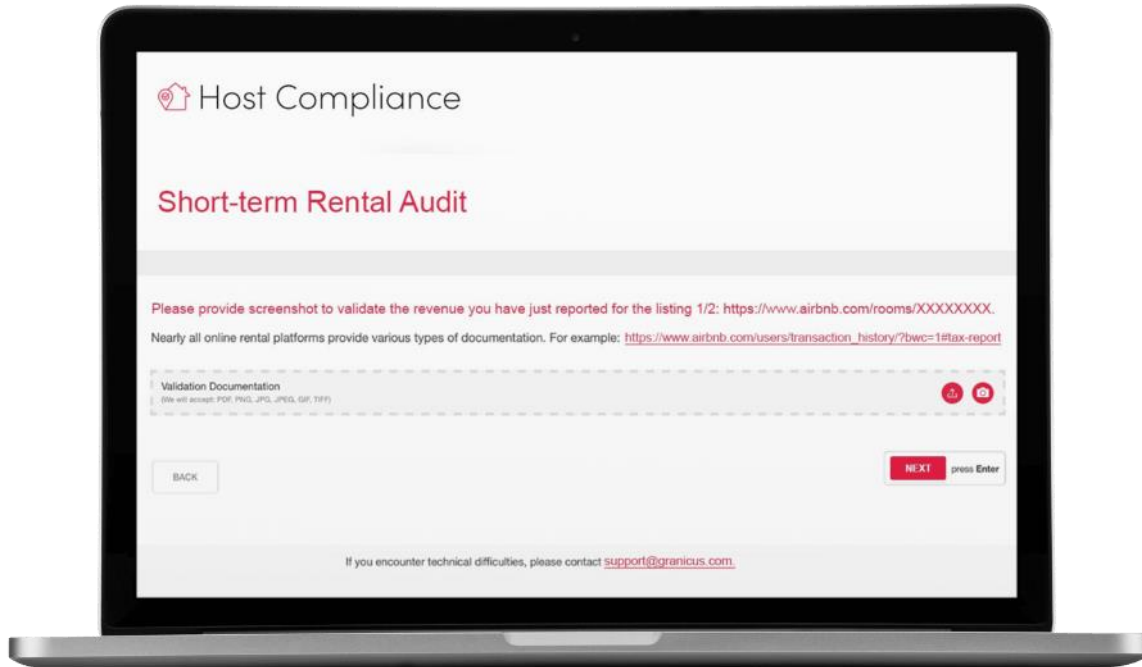 Host Compliance
Short-term Rental Audit
Please provide screenshot to validate the revenue you have just reported for the listing 1/2: https://www.airbnb.com/rooms/XXXXXXXX.
Nearly all online rental platforms provide various types of documentation. For example: https://www.airbnb.com/users/transaction_history/?bwc=1#tax-report
Validation Documentation
(We will accept: PDF, PNG, JPG, JPEG, GIF, TIFF)
BACK
NEXT press Enter
If you encounter technical difficulties, please contact support@granicus.com.